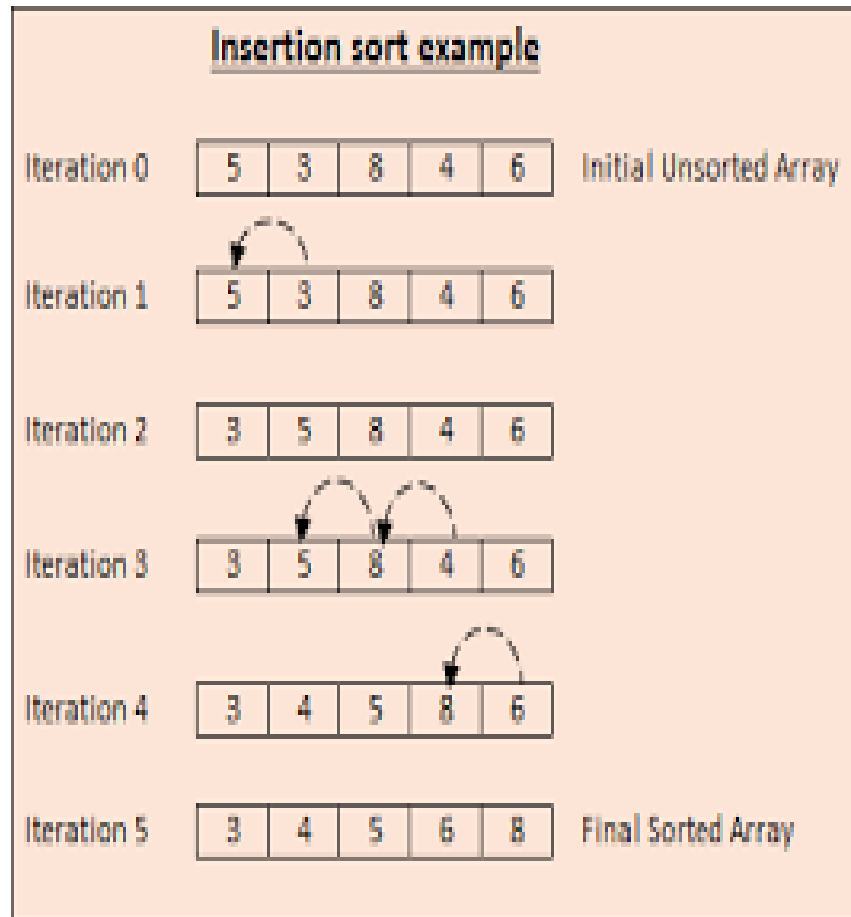 Insertion sort example
Iteration 0 5 3 8 4 6 Initial Unsorted Array
Iteration 1 5 3 8 4 6
Iteration 2 3 5 8 4 6
Iteration 3 3 5 8 4 6
Iteration 4 3 4 5 8 6
Iteration 5 3 4 5 6 8 Final Sorted Array